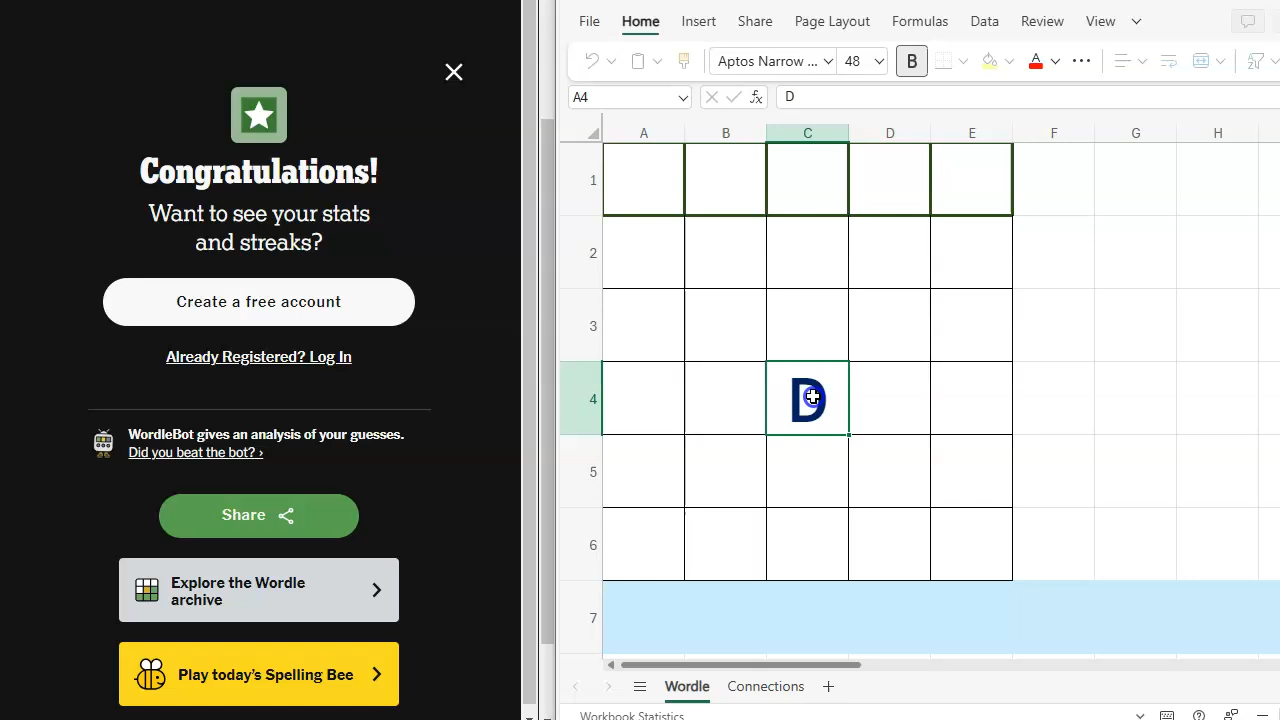 Congratulations!
Want to see your stats
and streaks?
Create a free account
Already Registered? Log In
WordleBot gives an analysis of your guesses.
Did you beat the bot? ›
Share
Explore the Wordle
archive
Play today's Spelling Bee
File Home Insert Share Page Layout Formulas Data Review View
Aptos Narrow ... 48 B A
A4 fx D
A B C D E F G H
1
2
3
4 D
5
6
7
Wordle Connections
Workbook Statistics